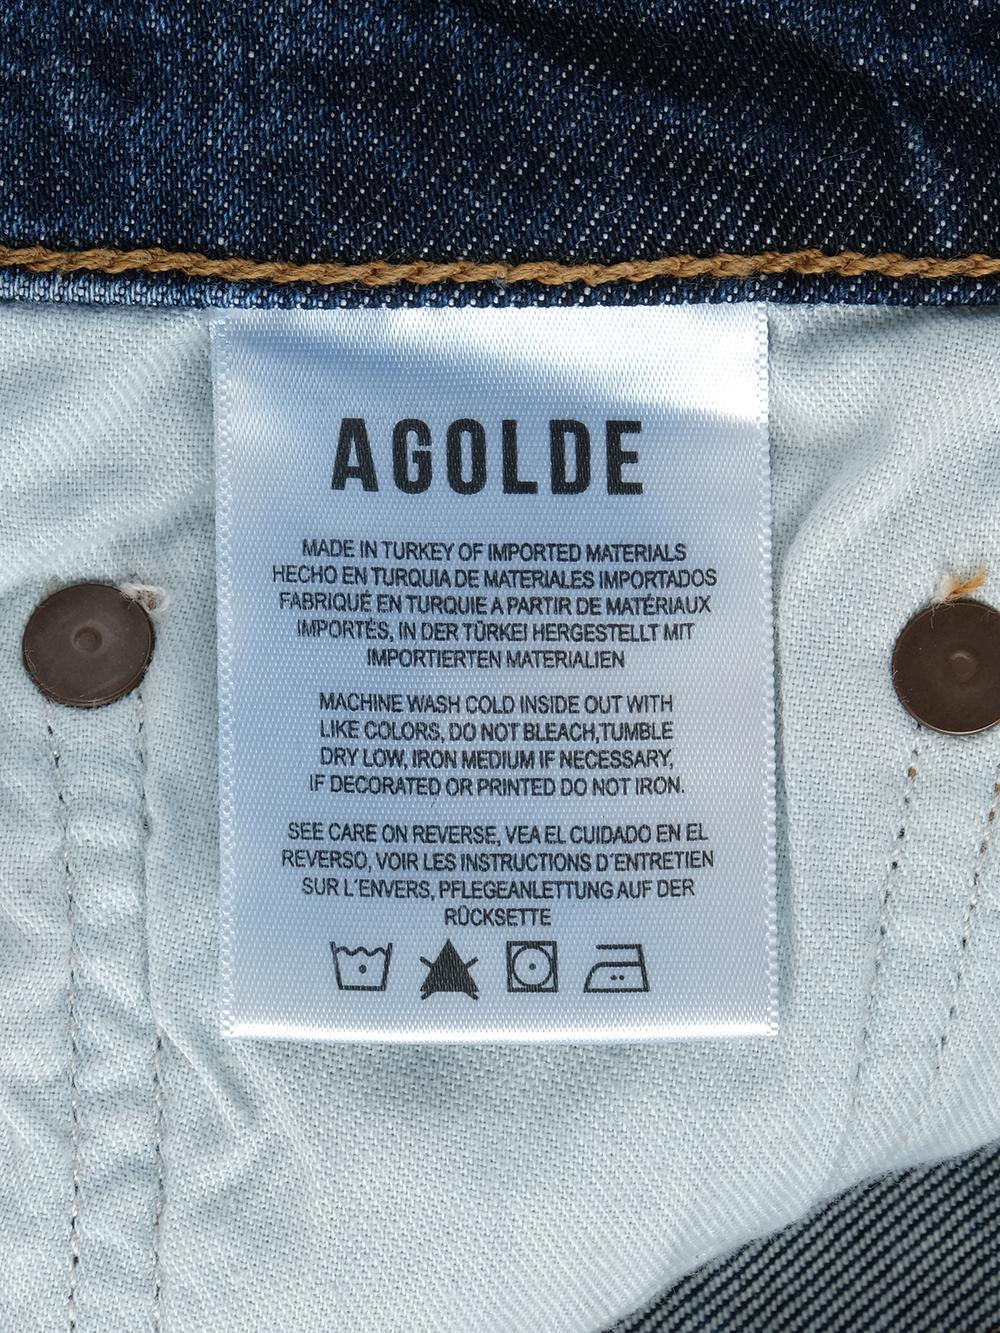 AGOLDE
MADE IN TURKEY OF IMPORTED MATERIALS
HECHO EN TURQUIA DE MATERIALES IMPORTADOS
FABRIQUÉ EN TURQUIE A PARTIR DE MATÉRIAUX
IMPORTÉS, IN DER TÜRKEI HERGESTELLT MIT
IMPORTIERTEN MATERIALIEN
MACHINE WASH COLD INSIDE OUT WITH
LIKE COLORS, DO NOT BLEACH,TUMBLE
DRY LOW, IRON MEDIUM IF NECESSARY,
IF DECORATED OR PRINTED DO NOT IRON.
SEE CARE ON REVERSE, VEA EL CUIDADO EN EL
REVERSO, VOIR LES INSTRUCTIONS D´ENTRETIEN
SUR L´ENVERS, PFLEGEANLETTUNG AUF DER
RÜCKSETTE